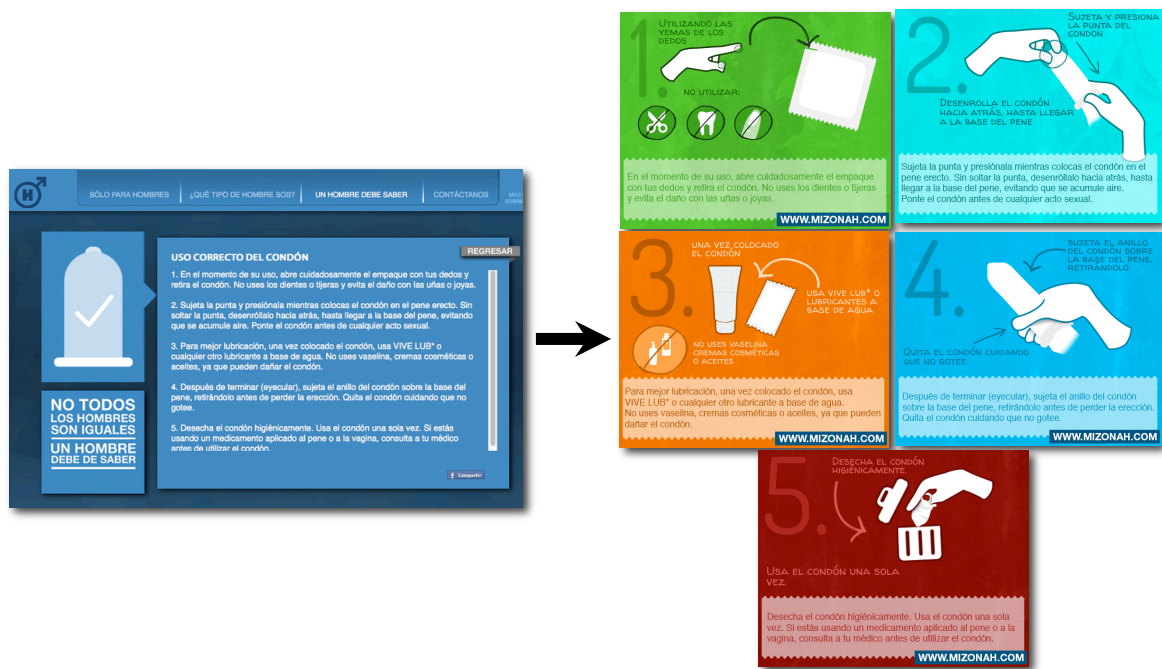 H
SÓLO PARA HOMBRES
¿QUÉ TIPO DE HOMBRE SOS?
UN HOMBRE DEBE SABER
CONTÁCTANOS
MAS
SOBRE
REGRESAR
USO CORRECTO DEL CONDÓN
1. En el momento de su uso, abre cuidadosamente el empaque con tus dedos y
retira el condón. No uses los dientes o tijeras y evita el daño con las uñas o joyas.
2. Sujeta la punta y presiónala mientras colocas el condón en el pene erecto. Sin
soltar la punta, desenróllalo hacia atrás, hasta llegar a la base del pene, evitando
que se acumule aire. Ponte el condón antes de cualquier acto sexual.
3. Para mejor lubricación, una vez colocado el condón, usa VIVE LUB* o
cualquier otro lubricante a base de agua. No uses vaselina, cremas cosméticas o
aceites, ya que pueden dañar el condón.
4. Después de terminar (eyecular), sujeta el anillo del condón sobre la base del
pene, retirándolo antes de perder la erección. Quita el condón cuidando que no
gotee.
5. Desecha el condón higiénicamente. Usa el condón una sola vez. Si estás
usando un medicamento aplicado al pene o a la vagina, consulta a tu médico
antes de utilizar el condón.
Compartir
NO TODOS
LOS HOMBRES
SON IGUALES
UN HOMBRE
DEBE DE SABER
1.
UTILIZANDO LAS
YEMAS DE LOS
DEDOS
NO UTILIZAR:
En el momento de su uso, abre cuidadosamente el empaque
con tus dedos y retira el condón. No uses los dientes o tijeras
y evita el daño con las uñas o joyas.
WWW.MIZONAH.COM
2.
SUJETA Y PRESIONA
LA PUNTA DEL
CONDON
DESENROLLA EL CONDÓN
HACIA ATRÁS, HASTA LLEGAR
A LA BASE DEL PENE
Sujeta la punta y presiónala mientras colocas el condón en el
pene erecto. Sin soltar la punta, desenróllalo hacia atrás, hasta
llegar a la base del pene, evitando que se acumule aire.
Ponte el condón antes de cualquier acto sexual.
3.
UNA VEZ COLOCADO
EL CONDÓN
USA VIVE LUB* O
LUBRICANTES A
BASE DE AGUA
NO USES VASELINA
CREMAS COSMÉTICAS
O ACEITES
Para mejor lubricación, una vez colocado el condón, usa
VIVE LUB* o cualquier otro lubricante a base de agua.
No uses vaselina, cremas cosméticas o aceites, ya que pueden
dañar el condón.
WWW.MIZONAH.COM
4.
SUJETA EL ANILLO
DEL CONDÓN SOBRE
LA BASE DEL PENE,
RETIRÁNDOLO
QUITA EL CONDÓN CUIDANDO
QUE NO GOTEE.
Después de terminar (eyecular), sujeta el anillo del condón
sobre la base del pene, retirándolo antes de perder la erección.
Quita el condón cuidando que no gotee.
WWW.MIZONAH.COM
5.
DESECHA EL CONDÓN
HIGIÉNICAMENTE.
USA EL CONDÓN UNA SOLA
VEZ.
Desecha el condón higiénicamente. Usa el condón una sola
vez. Si estás usando un medicamento aplicado al pene o a la
vagina, consulta a tu médico antes de utilizar el condón.
WWW.MIZONAH.COM